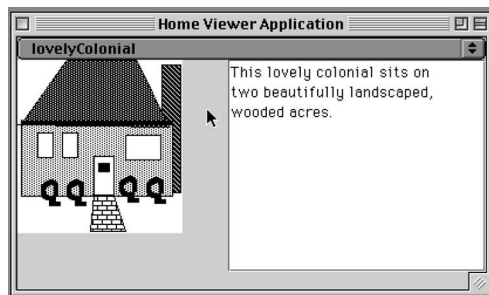 Home Viewer Application
lovelyColonial
This lovely colonial sits on
two beautifully landscaped,
wooded acres.